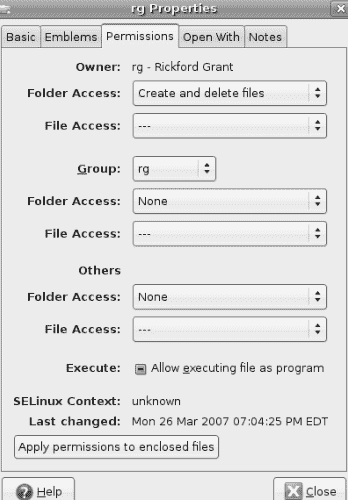 rg Properties
Basic Emblems Permissions Open With Notes
Owner: rg - Rickford Grant
Folder Access: Create and delete files
File Access: ---
Group: rg
Folder Access: None
File Access: ---
Others
Folder Access: None
File Access: ---
Execute: Allow executing file as program
SELinux Context: unknown
Last changed: Mon 26 Mar 2007 07:04:25 PM EDT
Apply permissions to enclosed files
Help Close